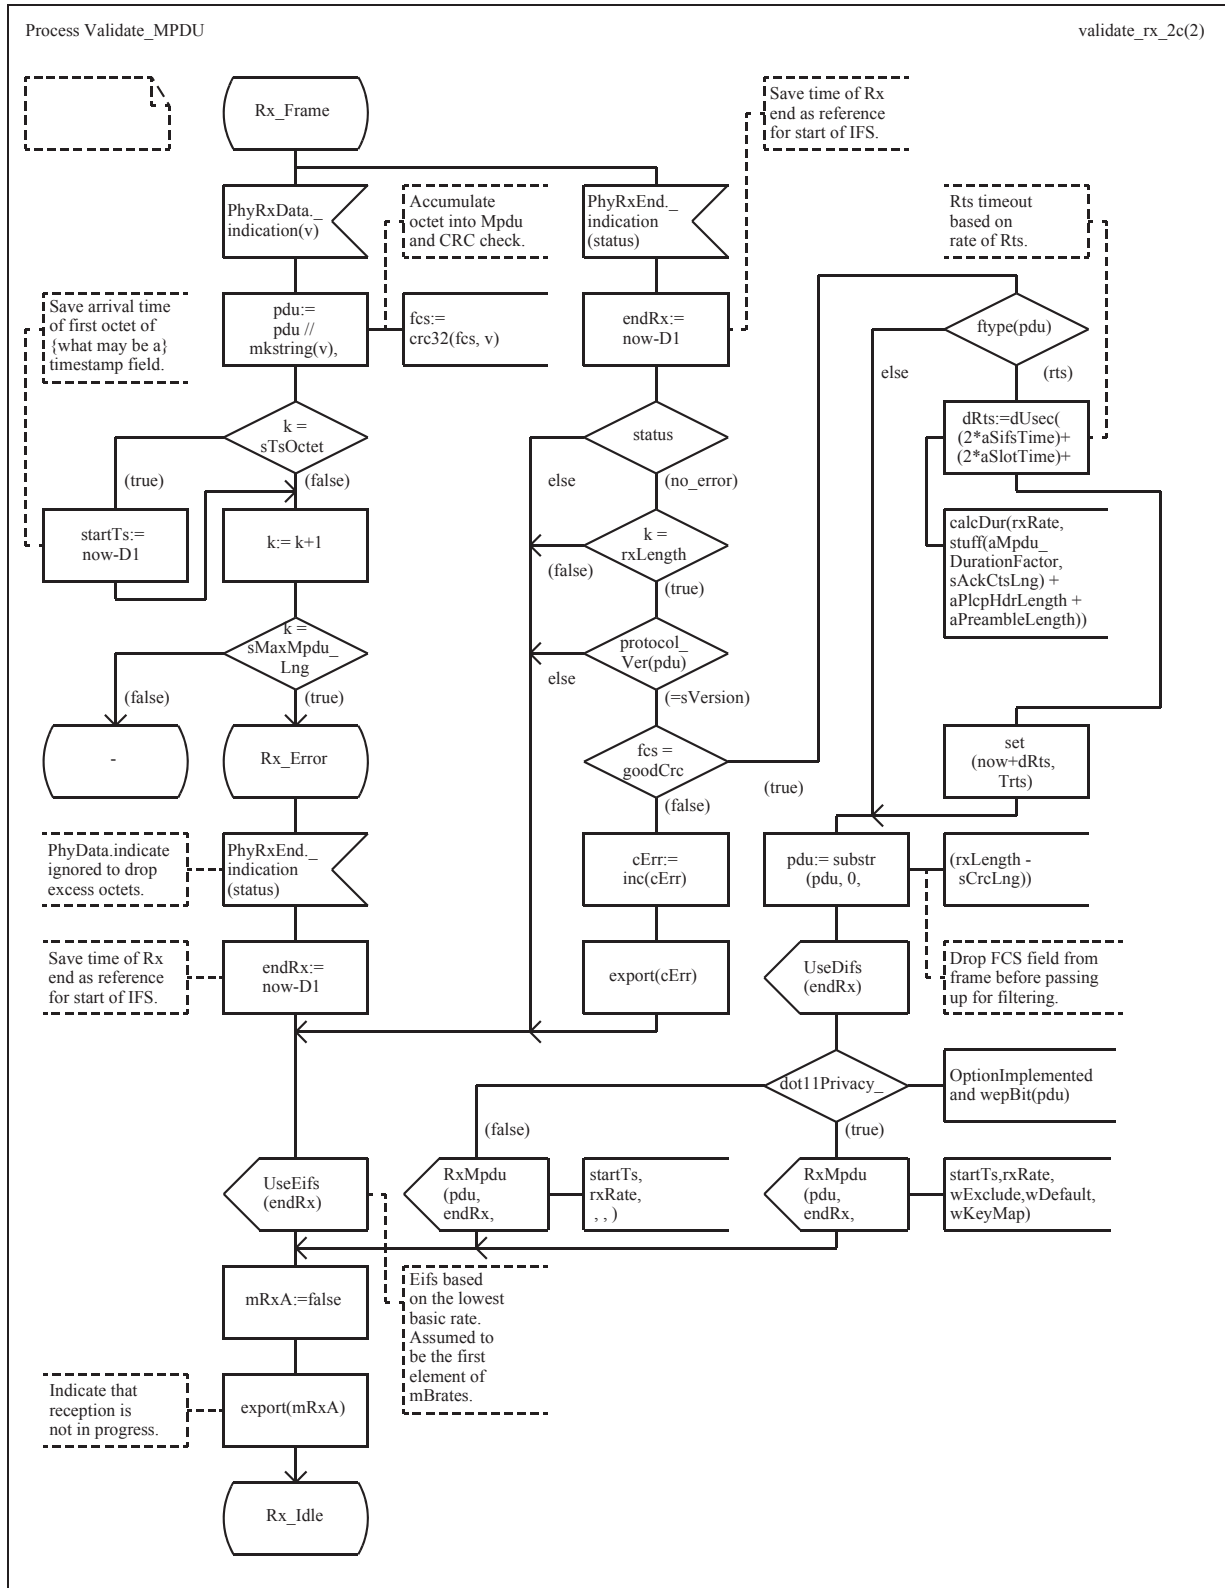 Process Validate_MPDU
validate_rx_2c(2)
Rx_Frame
Save time of Rx
end as reference
for start of IFS.
PhyRxData._
indication(v)
Accumulate
octet into Mpdu
and CRC check.
PhyRxEnd._
indication
(status)
Rts timeout
based on
rate of Rts.
Save arrival time
of first octet of
{what may be a}
timestamp field.
pdu:=
pdu //
mkstring(v),
fcs:=
crc32(fcs, v)
endRx:=
now-D1
ftype(pdu)
else
(rts)
k =
sTsOctet
(true)
(false)
status
else
(no_error)
dRts:=dUsec(
(2*aSifsTime)+
(2*aSlotTime)+
startTs:=
now-D1
k:= k+1
k =
rxLength
(false)
(true)
calcDur(rxRate,
stuff(aMpdu_
DurationFactor,
sAckCtsLng) +
aPlcpHdrLength +
aPreambleLength))
k =
sMaxMpdu_
Lng
(false)
(true)
protocol_
Ver(pdu)
else
(=sVersion)
-
Rx_Error
fcs =
goodCrc
(true)
(false)
set
(now+dRts,
Trts)
PhyData.indicate
ignored to drop
excess octets.
PhyRxEnd._
indication
(status)
cErr:=
inc(cErr)
pdu:= substr
(pdu, 0,
(rxLength -
sCrcLng))
Save time of Rx
end as reference
for start of IFS.
endRx:=
now-D1
export(cErr)
UseDifs
(endRx)
Drop FCS field from
frame before passing
up for filtering.
dot11Privacy_
OptionImplemented
and wepBit(pdu)
(false)
(true)
UseEifs
(endRx)
RxMpdu
(pdu,
endRx,
startTs,
rxRate,
, , )
RxMpdu
(pdu,
endRx,
startTs,rxRate,
wExclude,wDefault,
wKeyMap)
mRxA:=false
Eifs based
on the lowest
basic rate.
Assumed to
be the first
element of
mBrates.
Indicate that
reception is
not in progress.
export(mRxA)
Rx_Idle